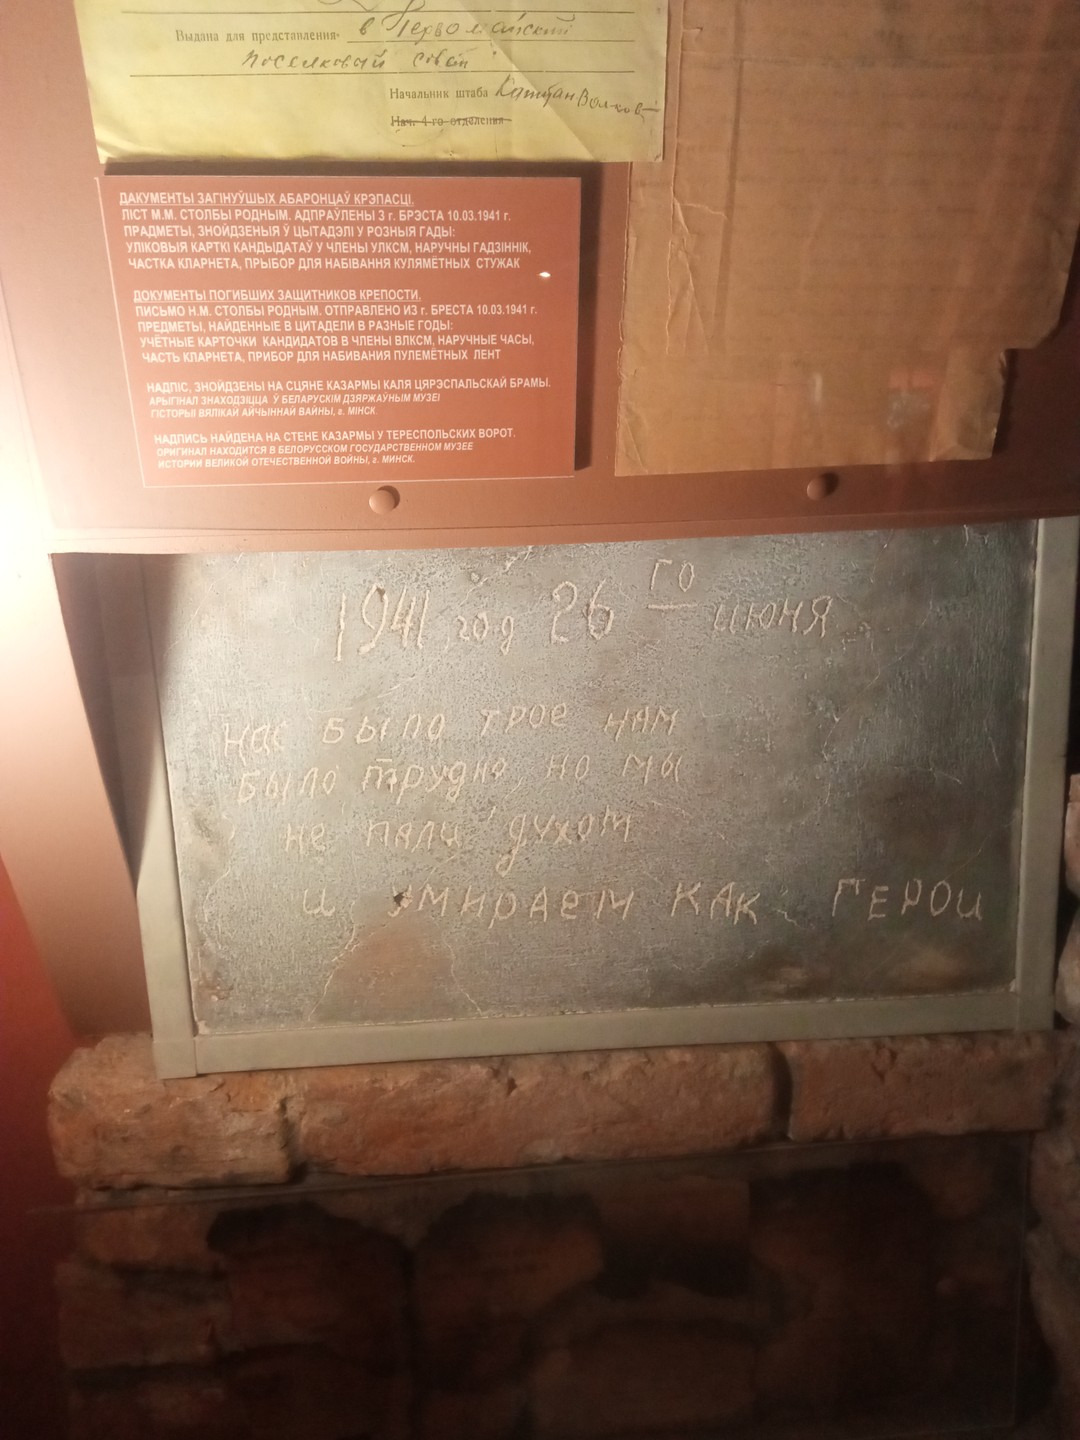 Выдана для представления в Первомайский
поселковый совет
Начальник штаба Капитан Волков
Нач. 4-го отделения
ДАКУМЕНТЫ ЗАГІНУЎШЫХ АБАРОНЦАЎ КРЭПАСЦІ.
ЛІСТ М.М. СТОЛБЫ РОДНЫМ. АДПРАЎЛЕНЫ З г. БРЭСТА 10.03.1941 г.
ПРАДМЕТЫ, ЗНОЙДЗЕНЫЯ Ў ЦЫТАДЭЛІ У РОЗНЫЯ ГАДЫ:
УЛІКОВЫЯ КАРТКІ КАНДЫДАТАЎ У ЧЛЕНЫ УЛКСМ, НАРУЧНЫ ГАДЗІННІК,
ЧАСТКА КЛАРНЕТА, ПРЫБОР ДЛЯ НАБІВАННЯ КУЛЯМЁТНЫХ СТУЖАК
ДОКУМЕНТЫ ПОГИБШИХ ЗАЩИТНИКОВ КРЕПОСТИ.
ПИСЬМО Н.М. СТОЛБЫ РОДНЫМ. ОТПРАВЛЕНО ИЗ г. БРЕСТА 10.03.1941 г.
ПРЕДМЕТЫ, НАЙДЕННЫЕ В ЦИТАДЕЛИ В РАЗНЫЕ ГОДЫ:
УЧЁТНЫЕ КАРТОЧКИ КАНДИДАТОВ В ЧЛЕНЫ ВЛКСМ, НАРУЧНЫЕ ЧАСЫ,
ЧАСТЬ КЛАРНЕТА, ПРИБОР ДЛЯ НАБИВАНИЯ ПУЛЕМЁТНЫХ ЛЕНТ
НАДПІС, ЗНОЙДЗЕНЫ НА СЦЯНЕ КАЗАРМЫ КАЛЯ ЦЯРЭСПАЛЬСКАЙ БРАМЫ.
АРЫГІНАЛ ЗНАХОДЗІЦЦА Ў БЕЛАРУСКІМ ДЗЯРЖАЎНЫМ МУЗЕІ
ГІСТОРЫІ ВЯЛІКАЙ АЙЧЫННАЙ ВАЙНЫ, г. МІНСК.
НАДПИСЬ НАЙДЕНА НА СТЕНЕ КАЗАРМЫ У ТЕРЕСПОЛЬСКИХ ВОРОТ.
ОРИГИНАЛ НАХОДИТСЯ В БЕЛОРУССКОМ ГОСУДАРСТВЕННОМ МУЗЕЕ
ИСТОРИИ ВЕЛИКОЙ ОТЕЧЕСТВЕННОЙ ВОЙНЫ, г. МИНСК.
1941 год 26 го июня
нас было трое нам
было трудно но мы
не пали духом
и умираем как герои